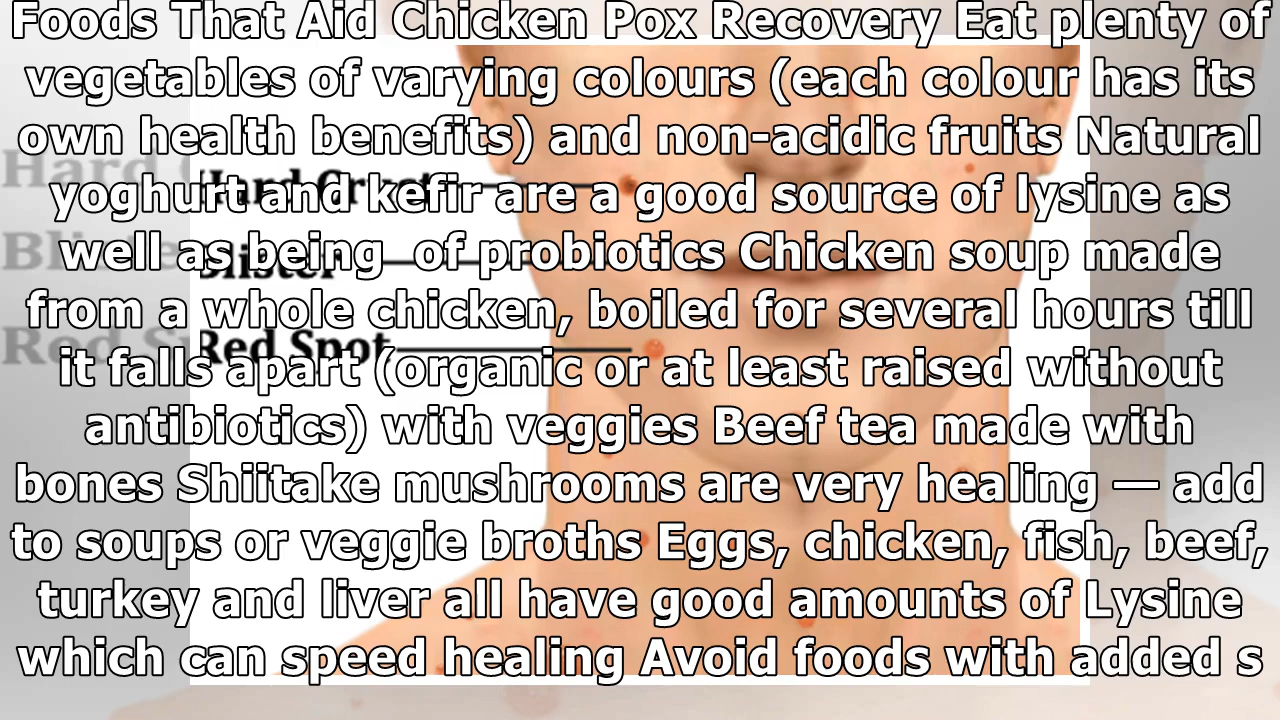 Foods That Aid Chicken Pox Recovery Eat plenty of
vegetables of varying colours (each colour has its
own health benefits) and non-acidic fruits Natural
yoghurt and kefir are a good source of lysine as
well as being  of probiotics Chicken soup made
from a whole chicken, boiled for several hours till
it falls apart (organic or at least raised without
antibiotics) with veggies Beef tea made with
bones Shiitake mushrooms are very healing — add
to soups or veggie broths Eggs, chicken, fish, beef,
turkey and liver all have good amounts of Lysine
which can speed healing Avoid foods with added s
Hard Crust
Blister
Red Spot